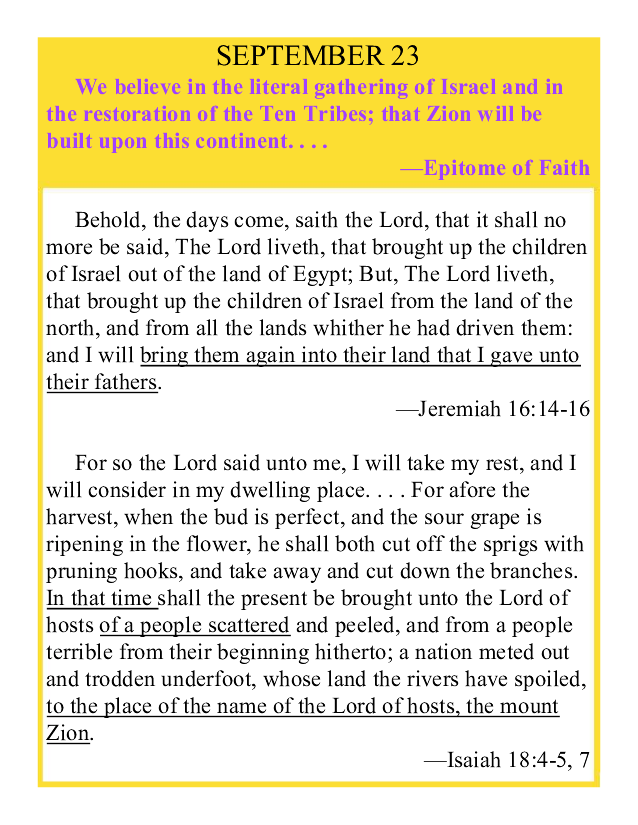 SEPTEMBER 23
We believe in the literal gathering of Israel and in
the restoration of the Ten Tribes; that Zion will be
built upon this continent. . . .
—Epitome of Faith
Behold, the days come, saith the Lord, that it shall no
more be said, The Lord liveth, that brought up the children
of Israel out of the land of Egypt; But, The Lord liveth,
that brought up the children of Israel from the land of the
north, and from all the lands whither he had driven them:
and I will bring them again into their land that I gave unto
their fathers.
—Jeremiah 16:14-16
For so the Lord said unto me, I will take my rest, and I
will consider in my dwelling place. . . . For afore the
harvest, when the bud is perfect, and the sour grape is
ripening in the flower, he shall both cut off the sprigs with
pruning hooks, and take away and cut down the branches.
In that time shall the present be brought unto the Lord of
hosts of a people scattered and peeled, and from a people
terrible from their beginning hitherto; a nation meted out
and trodden underfoot, whose land the rivers have spoiled,
to the place of the name of the Lord of hosts, the mount
Zion.
—Isaiah 18:4-5, 7